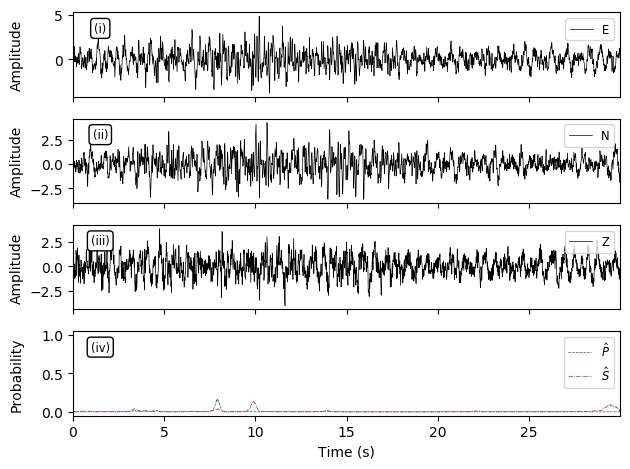 5
(i)
E
0
Amplitude
(ii)
N
2.5
0.0
−2.5
Amplitude
(iii)
Z
2.5
0.0
−2.5
Amplitude
1.0
(iv)
P̂
Ŝ
0.5
0.0
Probability
0 5 10 15 20 25
Time (s)